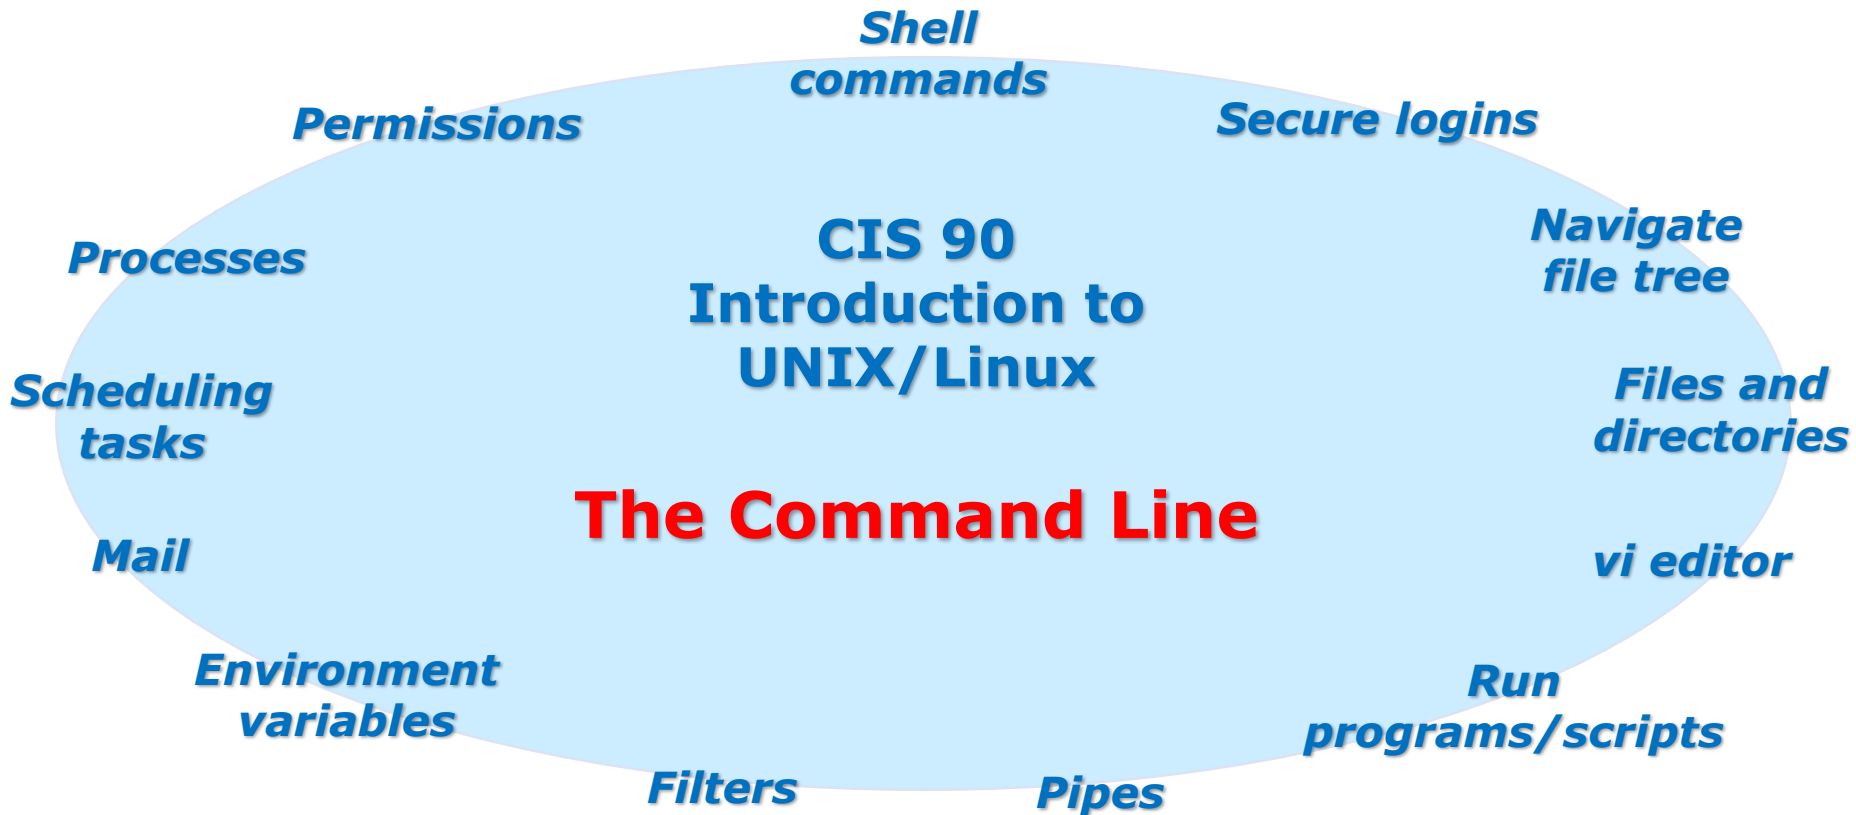 Shell
commands
Permissions
Secure logins
Navigate
file tree
Processes
CIS 90
Introduction to
UNIX/Linux
Scheduling
tasks
Files and
directories
The Command Line
Mail
vi editor
Environment
variables
Run
programs/scripts
Filters
Pipes